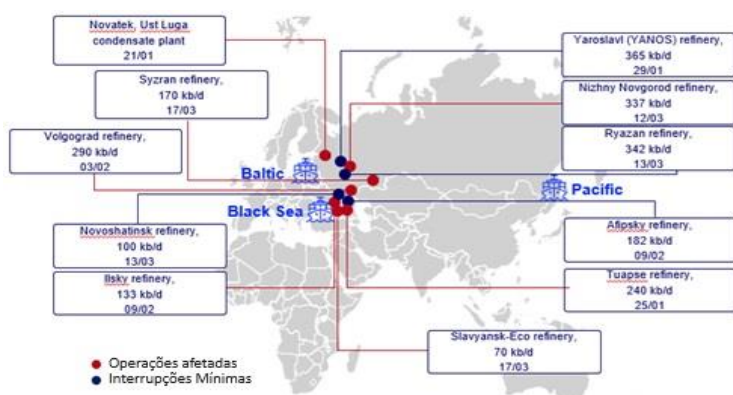 Novatek, Ust Luga
condensate plant
21/01
Syzran refinery,
170 kb/d
17/03
Volgograd refinery,
290 kb/d
03/02
Yaroslavl (YANOS) refinery,
365 kb/d
29/01
Nizhny Novgorod refinery,
337 kb/d
12/03
Ryazan refinery,
342 kb/d
13/03
Baltic
Pacific
Black Sea
Novoshatinsk refinery,
100 kb/d
13/03
Ilsky refinery,
133 kb/d
09/02
Afipsky refinery,
182 kb/d
09/02
Tuapse refinery,
240 kb/d
25/01
Slavyansk-Eco refinery,
70 kb/d
17/03
Operações afetadas
Interrupções Mínimas